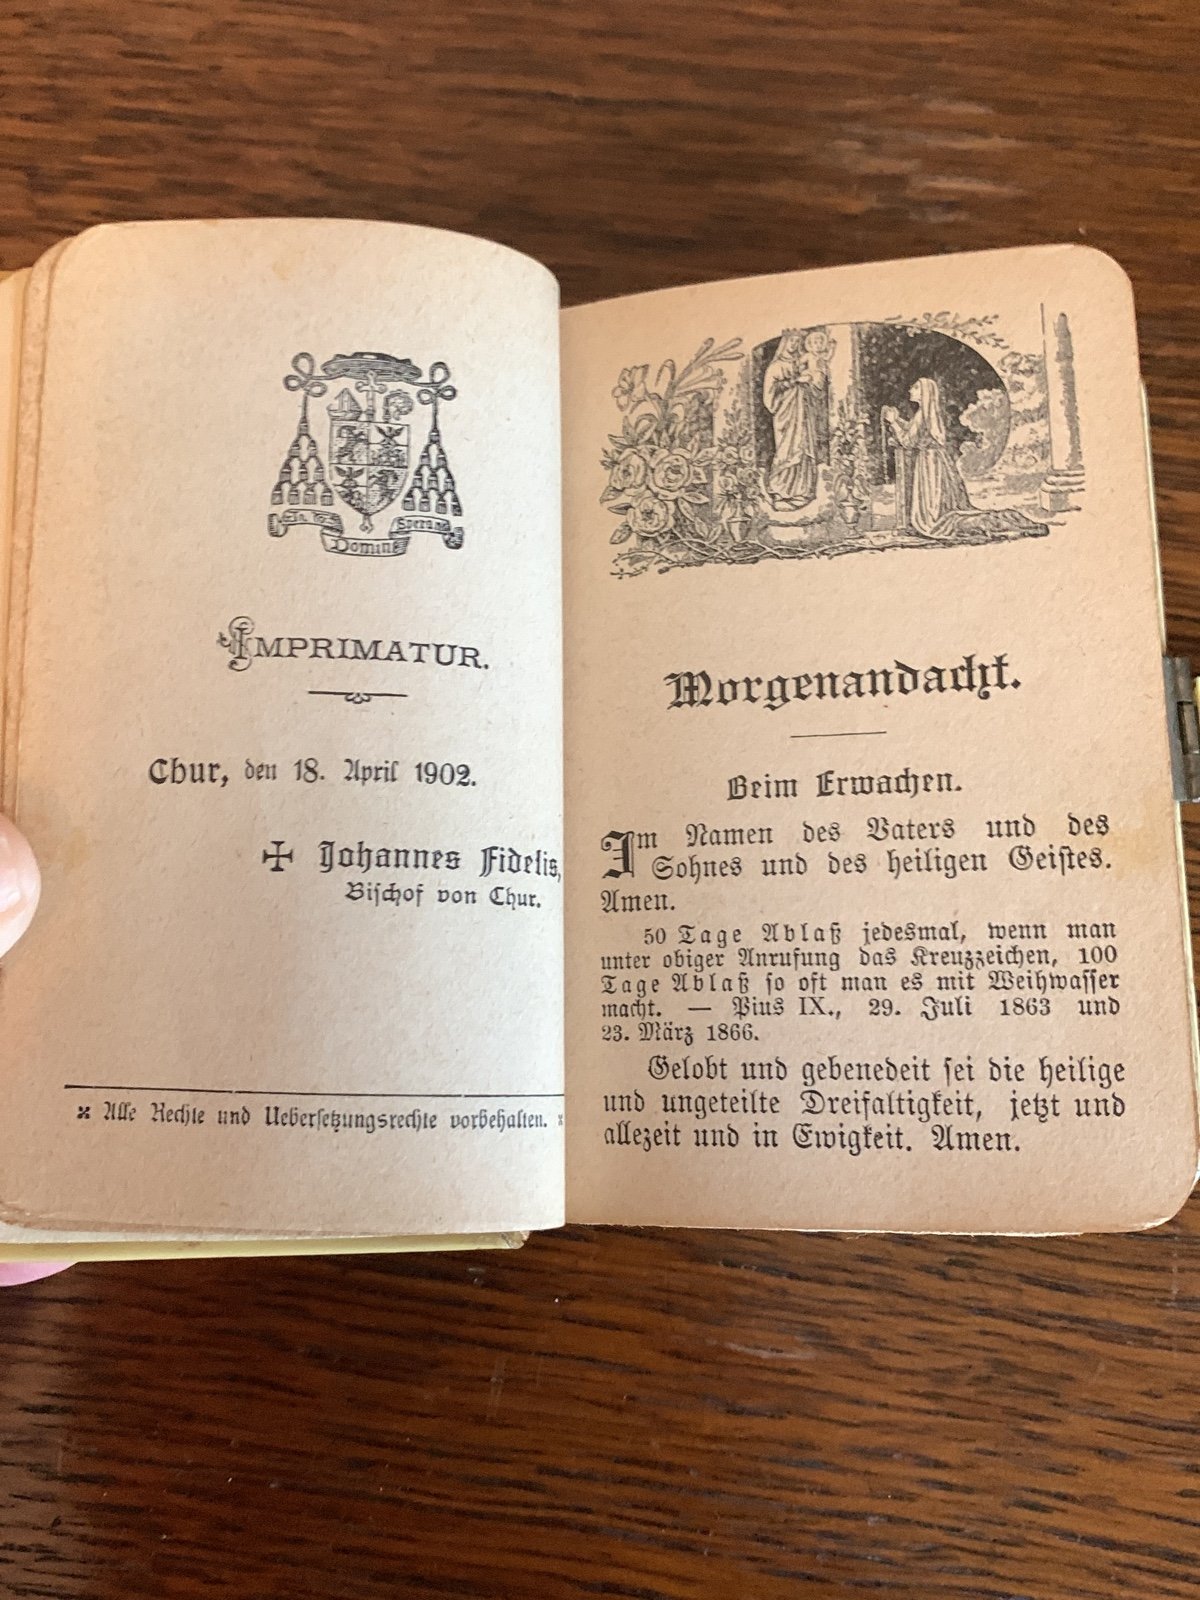 Domine
Speravi
IMPRIMATUR.
Chur, den 18. April 1902.
✠ Johannes Fidelis,
Bischof von Chur.
Alle Rechte und Uebersetzungsrechte vorbehalten.
Morgenandacht.
Beim Erwachen.
Im Namen des Vaters und des
Sohnes und des heiligen Geistes.
Amen.
50 Tage Ablaß jedesmal, wenn man
unter obiger Anrufung das Kreuzzeichen, 100
Tage Ablaß so oft man es mit Weihwasser
macht. — Pius IX., 29. Juli 1863 und
23. März 1866.
Gelobt und gebenedeit sei die heilige
und ungeteilte Dreifaltigkeit, jetzt und
allezeit und in Ewigkeit. Amen.